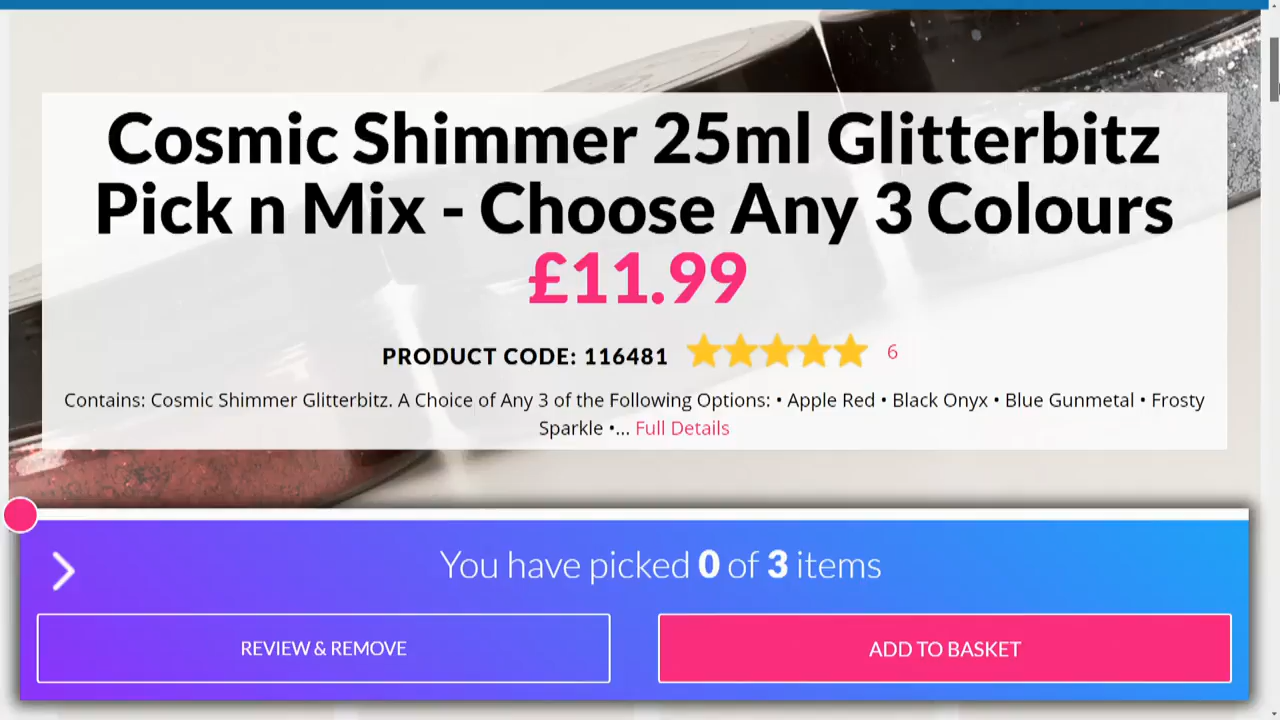 Cosmic Shimmer 25ml Glitterbitz
Pick n Mix - Choose Any 3 Colours
£11.99
PRODUCT CODE: 116481 6
Contains: Cosmic Shimmer Glitterbitz. A Choice of Any 3 of the Following Options: • Apple Red • Black Onyx • Blue Gunmetal • Frosty
Sparkle •... Full Details
You have picked 0 of 3 items
REVIEW & REMOVE
ADD TO BASKET